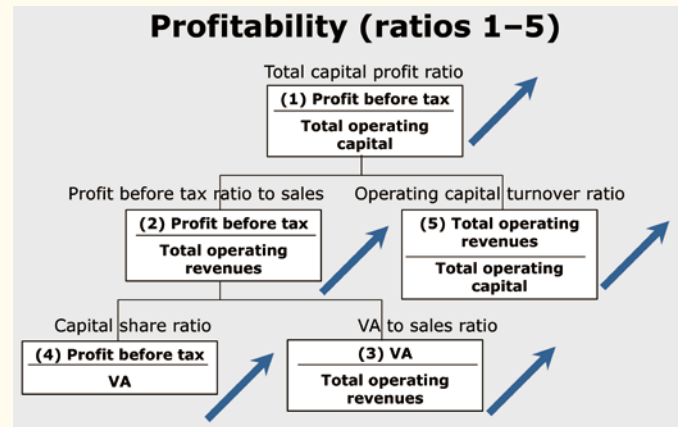 Profitability (ratios 1–5)
Total capital profit ratio
(1) Profit before tax
Total operating
capital
Profit before tax ratio to sales
Operating capital turnover ratio
(2) Profit before tax
Total operating
revenues
(5) Total operating
revenues
Total operating
capital
Capital share ratio
VA to sales ratio
(4) Profit before tax
VA
(3) VA
Total operating
revenues